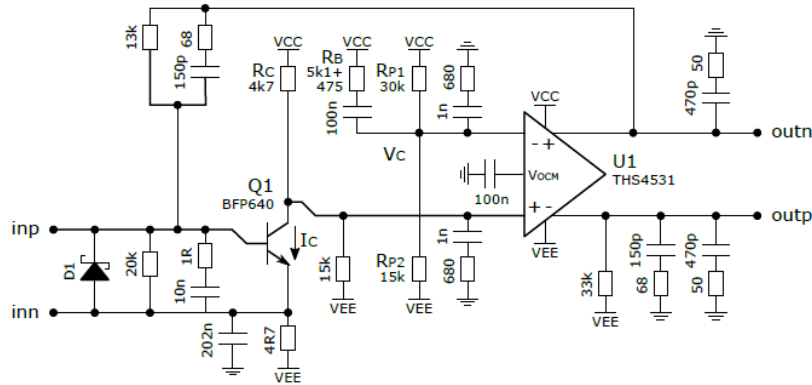 13k
68
150p
VCC
RC
4k7
VCC
RB
5k1+
475
100n
VCC
RP1
30k
680
1n
50
470p
VCC
outn
-+
VC
VOCM
U1
THS4531
100n
Q1
BFP640
+-
outp
inp
IC
D1
20k
1R
10n
15k
VEE
RP2
15k
VEE
1n
680
VEE
33k
VEE
150p
68
470p
50
inn
202n
4R7
VEE